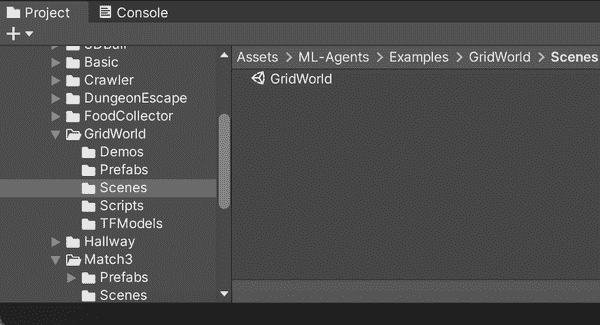 Project
Console
3DBall
Basic
Crawler
DungeonEscape
FoodCollector
GridWorld
Demos
Prefabs
Scenes
Scripts
TFModels
Hallway
Match3
Prefabs
Scenes
Assets > ML-Agents > Examples > GridWorld > Scenes
GridWorld